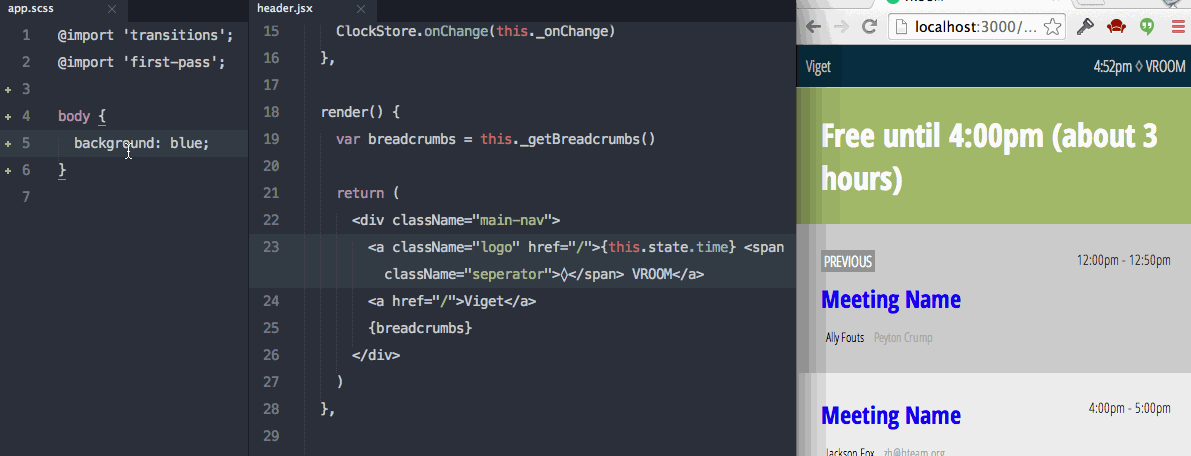 app.scss
1 @import 'transitions';
2 @import 'first-pass';
3
4 body {
5 background: blue;
6 }
7
header.jsx
15 ClockStore.onChange(this._onChange)
16 },
17
18 render() {
19 var breadcrumbs = this._getBreadcrumbs()
20
21 return (
22 <div className="main-nav">
23 <a className="logo" href="/">{this.state.time} <span
className="seperator">◊</span> VROOM</a>
24 <a href="/">Viget</a>
25 {breadcrumbs}
26 </div>
27 )
28 },
29
VROOM
localhost:3000/...
Viget
4:52pm ◊ VROOM
Free until 4:00pm (about 3
hours)
PREVIOUS
12:00pm - 12:50pm
Meeting Name
Ally Fouts Peyton Crump
Meeting Name
4:00pm - 5:00pm
Jackson Fox zh@hteam.org